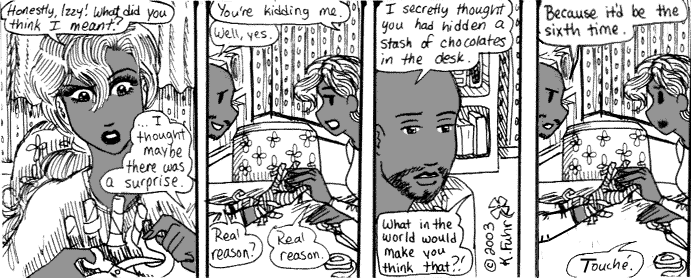 Honestly, Izzy! What did you
think I meant?
...I
thought
maybe
there was
a surprise.
You're kidding me.
Well, yes.
Real
reason?
Real
reason.
I secretly thought
you had hidden a
stash of chocolates
in the desk.
What in the
world would
make you
think that?!
©2003
K Fuhr
Because it'd be the
sixth time.
Touché.